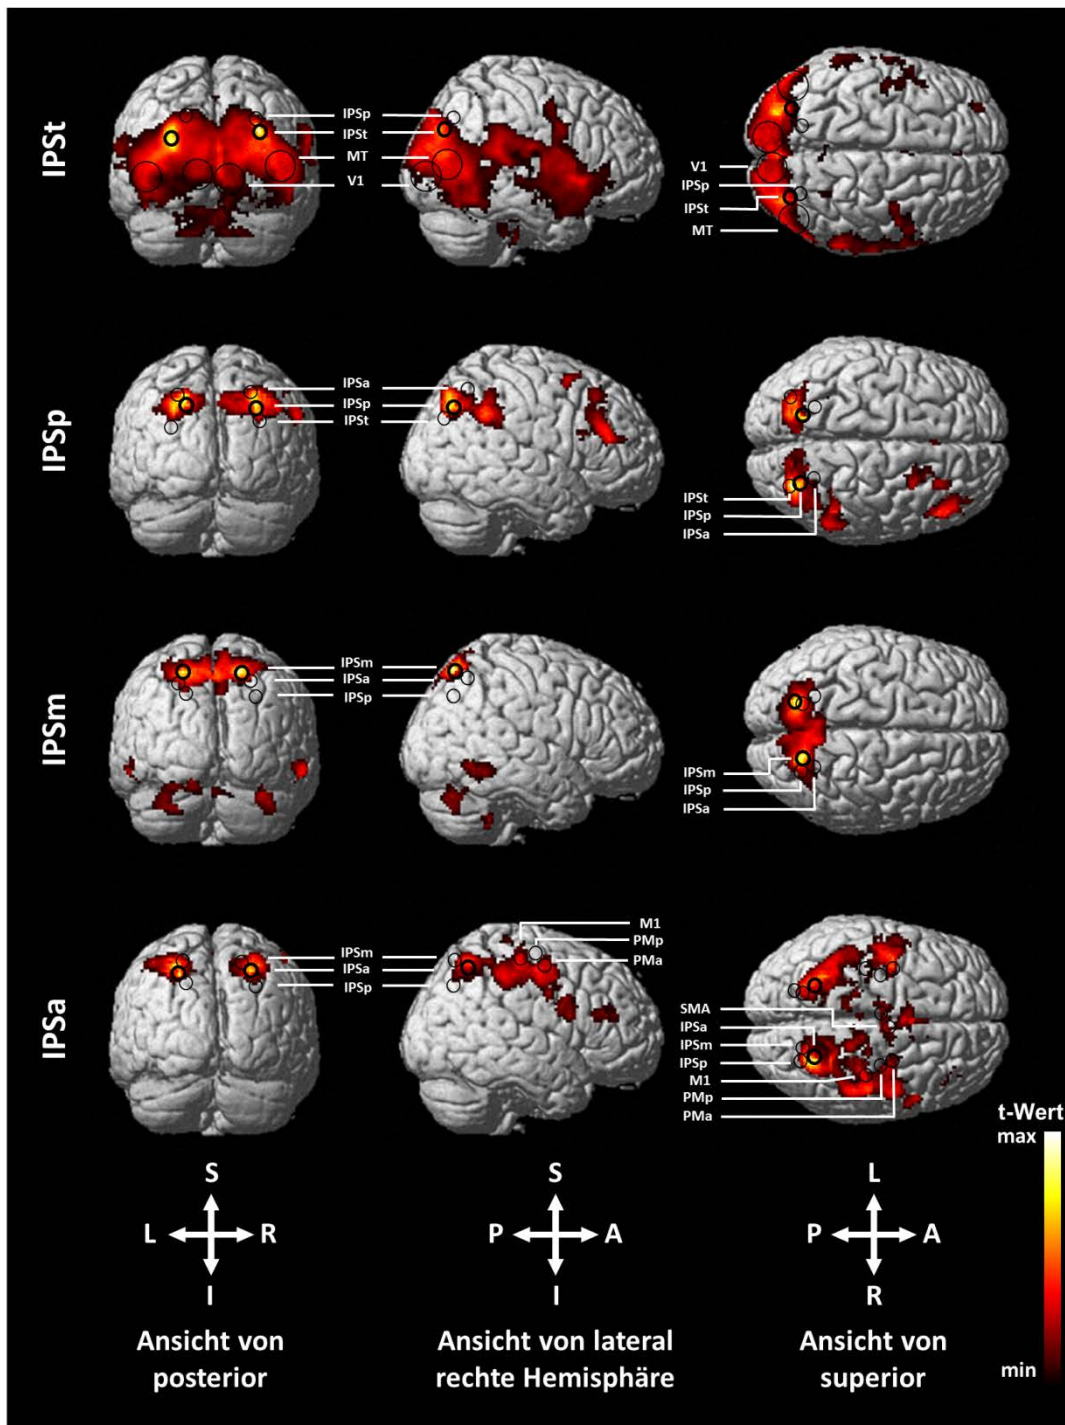 IPSt
IPSp
IPSt
MT
V1
V1
IPSp
IPSt
MT
IPSp
IPSa
IPSp
IPSt
IPSt
IPSp
IPSa
IPSm
IPSm
IPSa
IPSp
IPSm
IPSp
IPSa
IPSa
IPSm
IPSa
IPSp
M1
PMp
PMa
SMA
IPSa
IPSm
IPSp
M1
PMp
PMa
t-Wert
max
min
S
L R
I
S
P A
I
L
P A
R
Ansicht von
posterior
Ansicht von lateral
rechte Hemisphäre
Ansicht von
superior